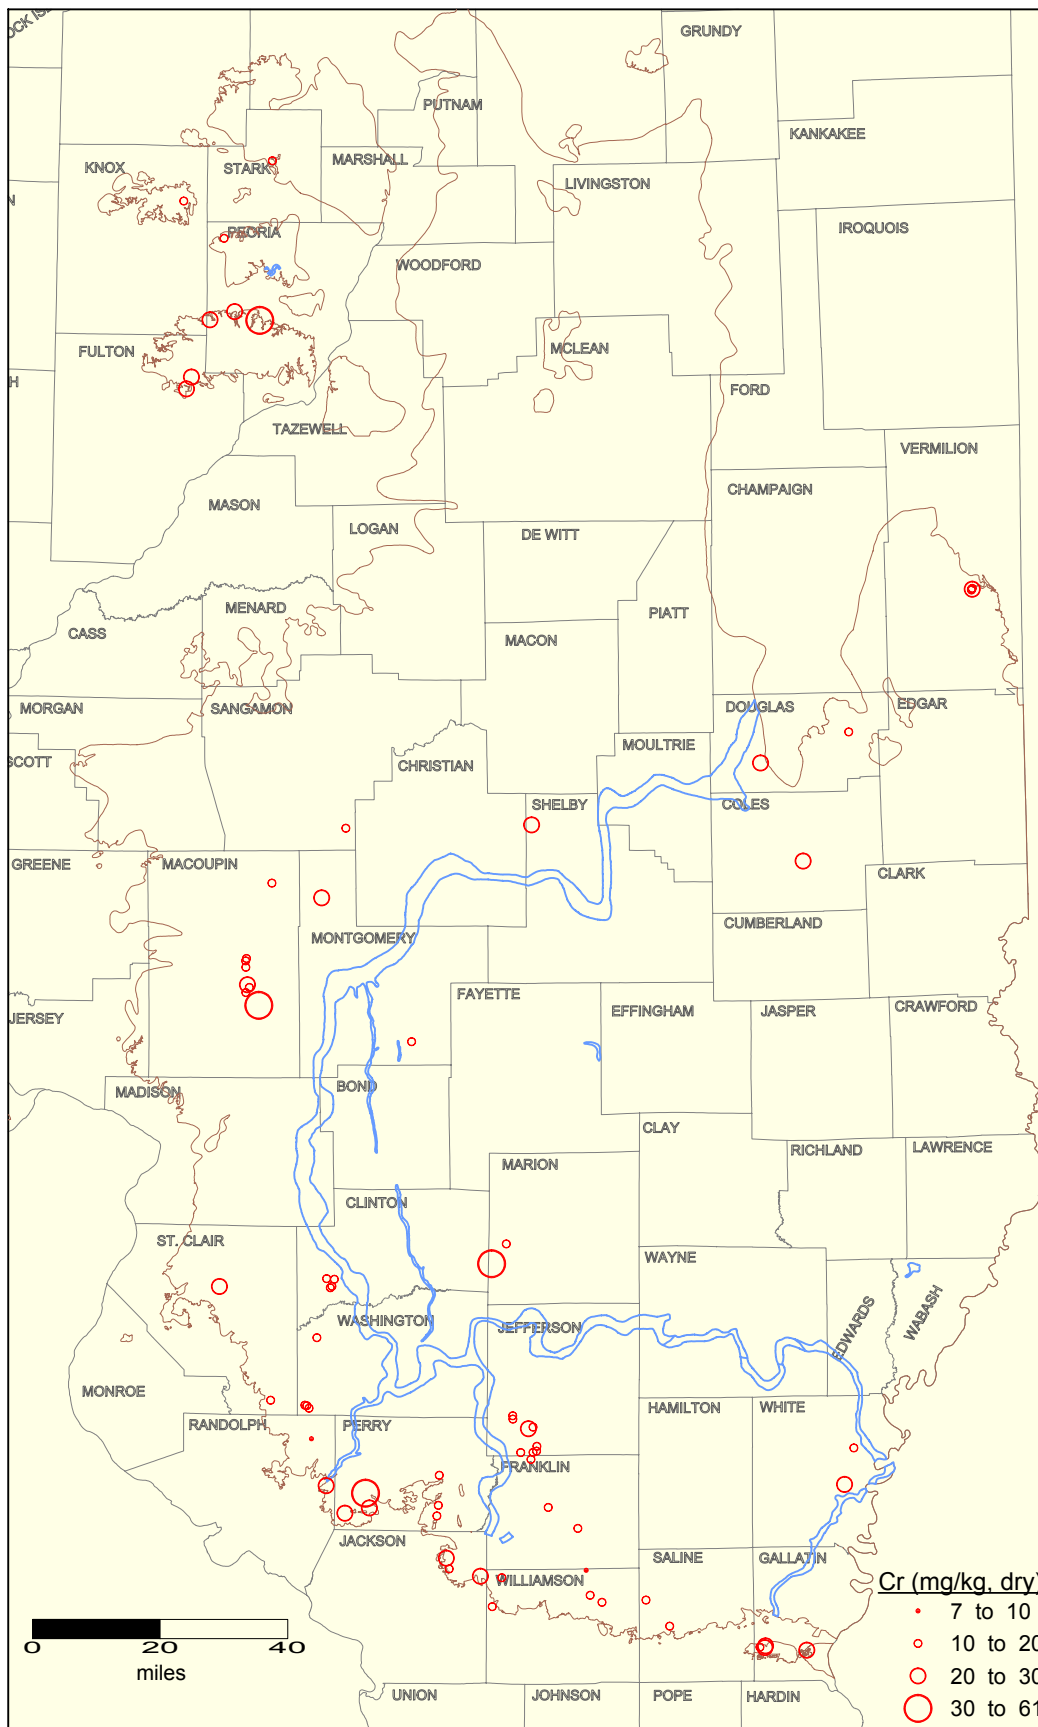 OCK IS
GRUNDY
PUTNAM
KANKAKEE
KNOX
STARK
MARSHALL
LIVINGSTON
N
PEORIA
IROQUOIS
WOODFORD
FULTON
MCLEAN
H
FORD
TAZEWELL
VERMILION
CHAMPAIGN
MASON
LOGAN
DE WITT
MENARD
PIATT
CASS
MACON
MORGAN
SANGAMON
DOUGLAS
EDGAR
SCOTT
MOULTRIE
CHRISTIAN
SHELBY
COLES
GREENE
MACOUPIN
CLARK
CUMBERLAND
MONTGOMERY
FAYETTE
JERSEY
EFFINGHAM
JASPER
CRAWFORD
MADISON
BOND
CLAY
RICHLAND
LAWRENCE
MARION
CLINTON
ST. CLAIR
WAYNE
EDWARDS
WABASH
WASHINGTON
JEFFERSON
MONROE
HAMILTON
WHITE
RANDOLPH
PERRY
FRANKLIN
JACKSON
SALINE
GALLATIN
WILLIAMSON
Cr (mg/kg, dry)
7 to 10
10 to 20
20 to 30
30 to 61
0 20 40
miles
UNION
JOHNSON
POPE
HARDIN